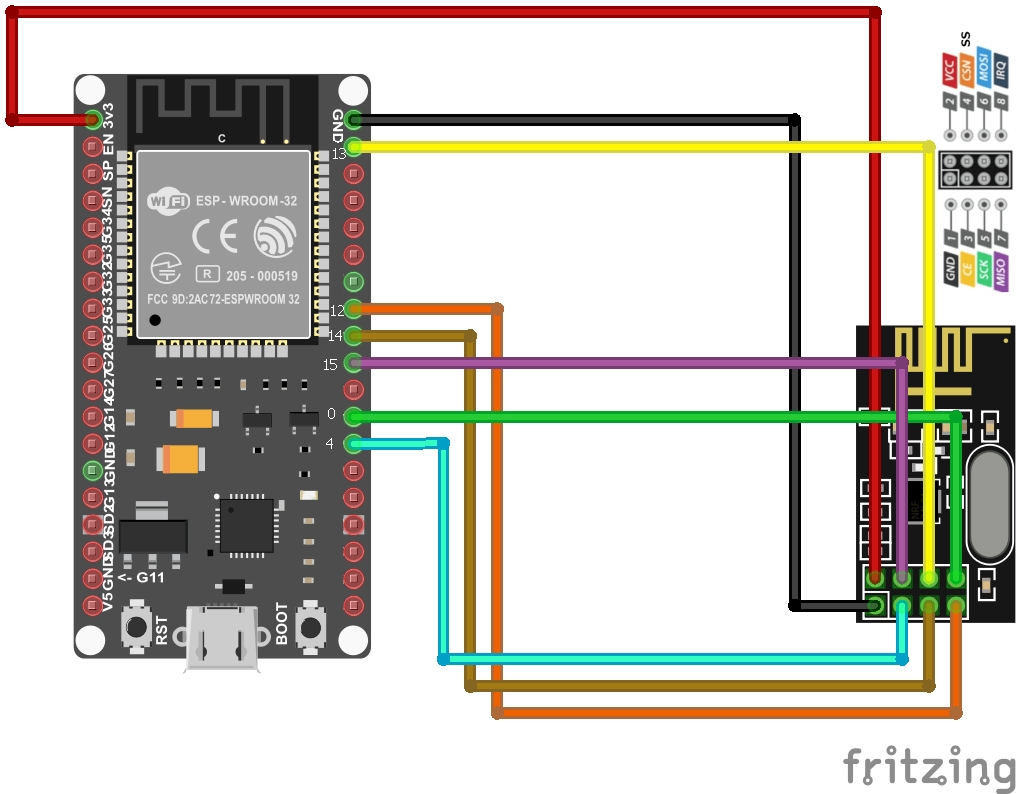 VCC
CSN
SS
MOSI
IRQ
2
4
6
8
1
3
5
7
GND
CE
SCK
MISO
3V3
EN
SP
SN
G34
G35
G32
G33
G25
G26
G27
G14
G12
GND
G13
SD2
SD3
GND
V5
C
WiFi
ESP-WROOM-32
CE
R 205-000519
FCC 9D:2AC72-ESPWROOM 32
GND
13
12
14
15
0
4
<- G11
RST
BOOT
fritzing